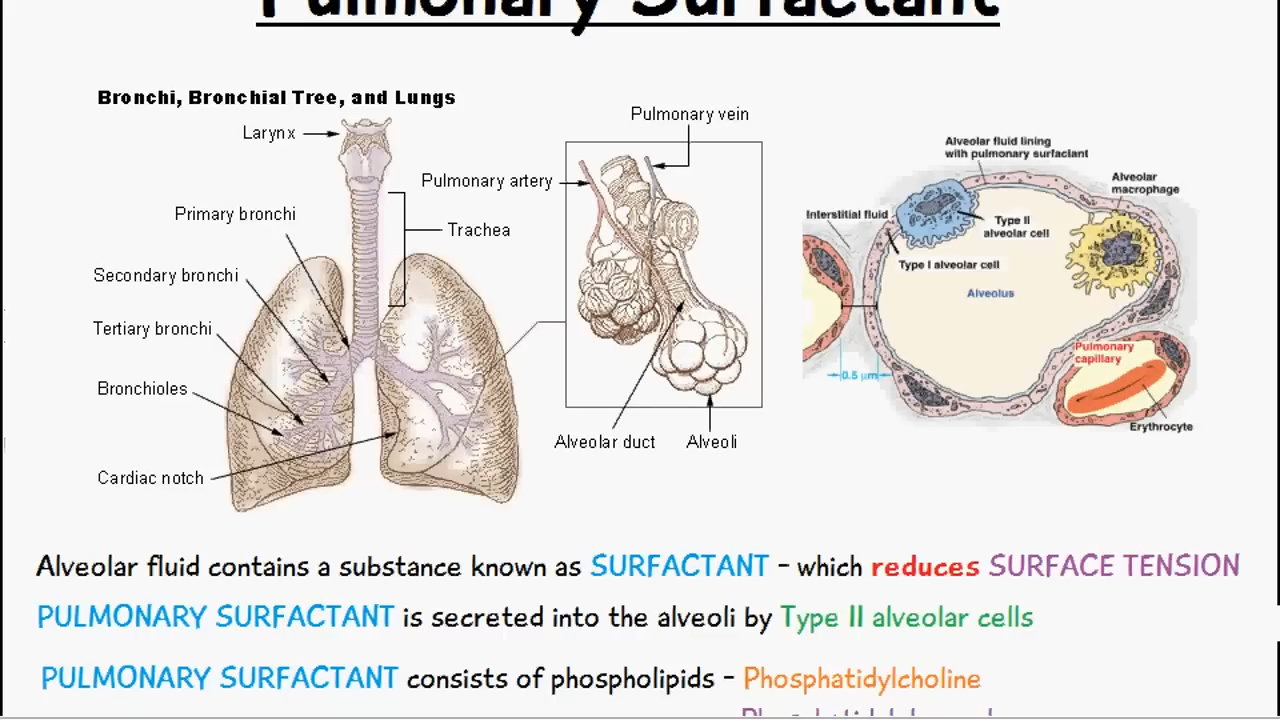 Pulmonary Surfactant
Bronchi, Bronchial Tree, and Lungs
Larynx
Primary bronchi
Secondary bronchi
Tertiary bronchi
Bronchioles
Cardiac notch
Trachea
Pulmonary vein
Pulmonary artery
Alveolar duct
Alveoli
Alveolar fluid lining
with pulmonary surfactant
Alveolar
macrophage
Interstitial fluid
Type II
alveolar cell
Type I alveolar cell
Alveolus
Pulmonary
capillary
0.5 μm
Erythrocyte
Alveolar fluid contains a substance known as SURFACTANT - which reduces SURFACE TENSION
PULMONARY SURFACTANT is secreted into the alveoli by Type II alveolar cells
PULMONARY SURFACTANT consists of phospholipids - Phosphatidylcholine